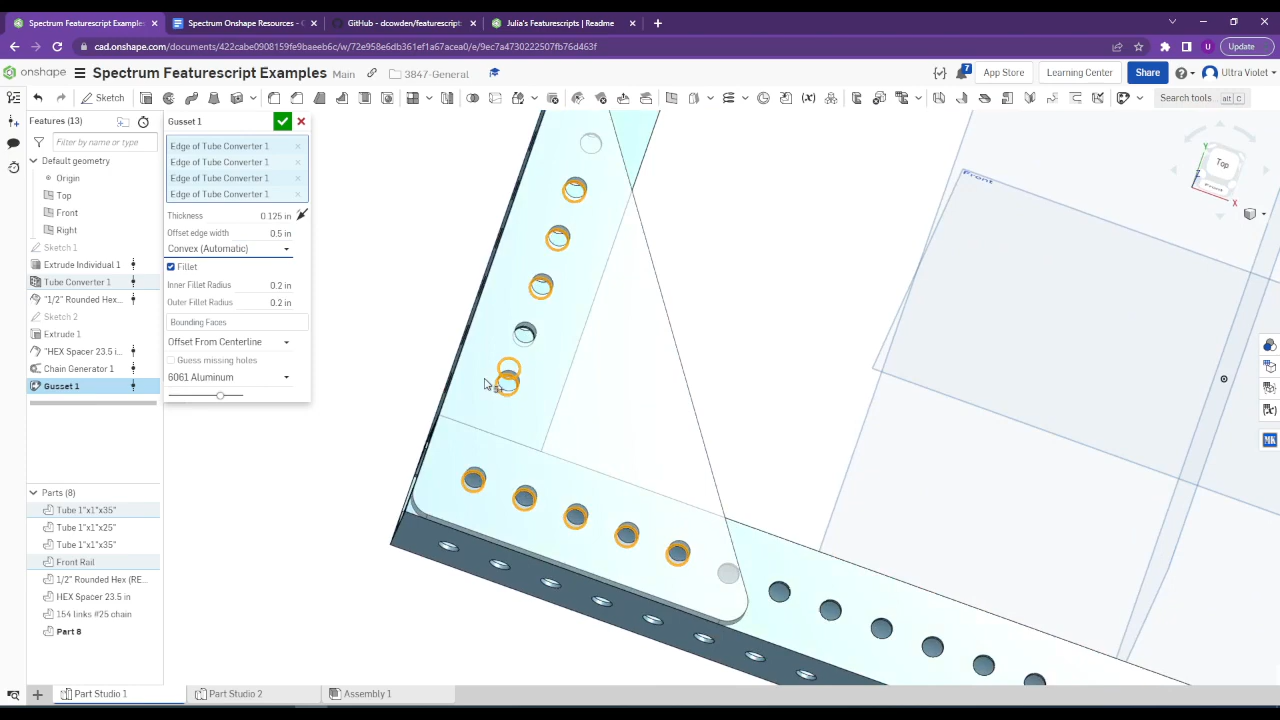 Spectrum Featurescript Examples
Spectrum Onshape Resources - G
GitHub - dcowden/featurescript
Julia's Featurescripts | Readme
cad.onshape.com/documents/422cabe0908159fe9baeeb6c/w/72e958e6db361ef1a67acea0/e/9ec7a4730222507fb76d463f
U
Update
onshape
Spectrum Featurescript Examples
Main
3847-General
7
App Store
Learning Center
Share
Ultra Violet
Sketch
Search tools
alt C
Features (13)
Filter by name or type
Default geometry
Origin
Top
Front
Right
Sketch 1
Extrude Individual 1
Tube Converter 1
"1/2" Rounded Hex...
Sketch 2
Extrude 1
"HEX Spacer 23.5 i...
Chain Generator 1
Gusset 1
Parts (8)
Tube 1"x1"x35"
Tube 1"x1"x25"
Tube 1"x1"x35"
Front Rail
1/2" Rounded Hex (RE...
HEX Spacer 23.5 in
154 links #25 chain
Part 8
Gusset 1
Edge of Tube Converter 1
Edge of Tube Converter 1
Edge of Tube Converter 1
Edge of Tube Converter 1
Thickness 0.125 in
Offset edge width 0.5 in
Convex (Automatic)
Fillet
Inner Fillet Radius 0.2 in
Outer Fillet Radius 0.2 in
Bounding Faces
Offset From Centerline
Guess missing holes
6061 Aluminum
Front
Y
Top
Z
Front
X
MK
Part Studio 1
Part Studio 2
Assembly 1